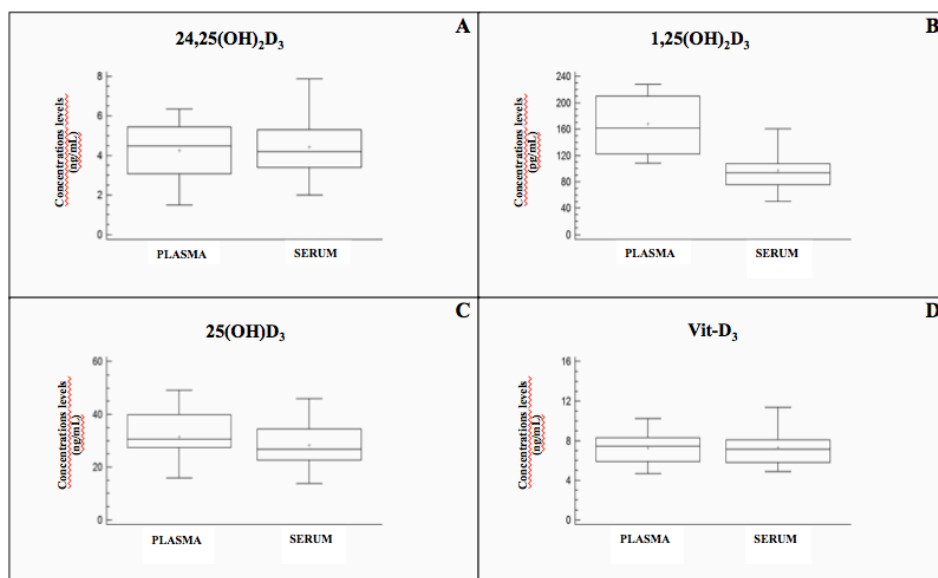 A
24,25(OH)₂D₃
Concentrations levels
(ng/mL)
8
6
4
2
0
PLASMA
SERUM
B
1,25(OH)₂D₃
Concentrations levels
(pg/mL)
240
200
160
120
80
40
0
PLASMA
SERUM
C
25(OH)D₃
Concentrations levels
(ng/mL)
60
40
20
0
PLASMA
SERUM
D
Vit-D₃
Concentrations levels
(ng/mL)
16
12
8
4
0
PLASMA
SERUM